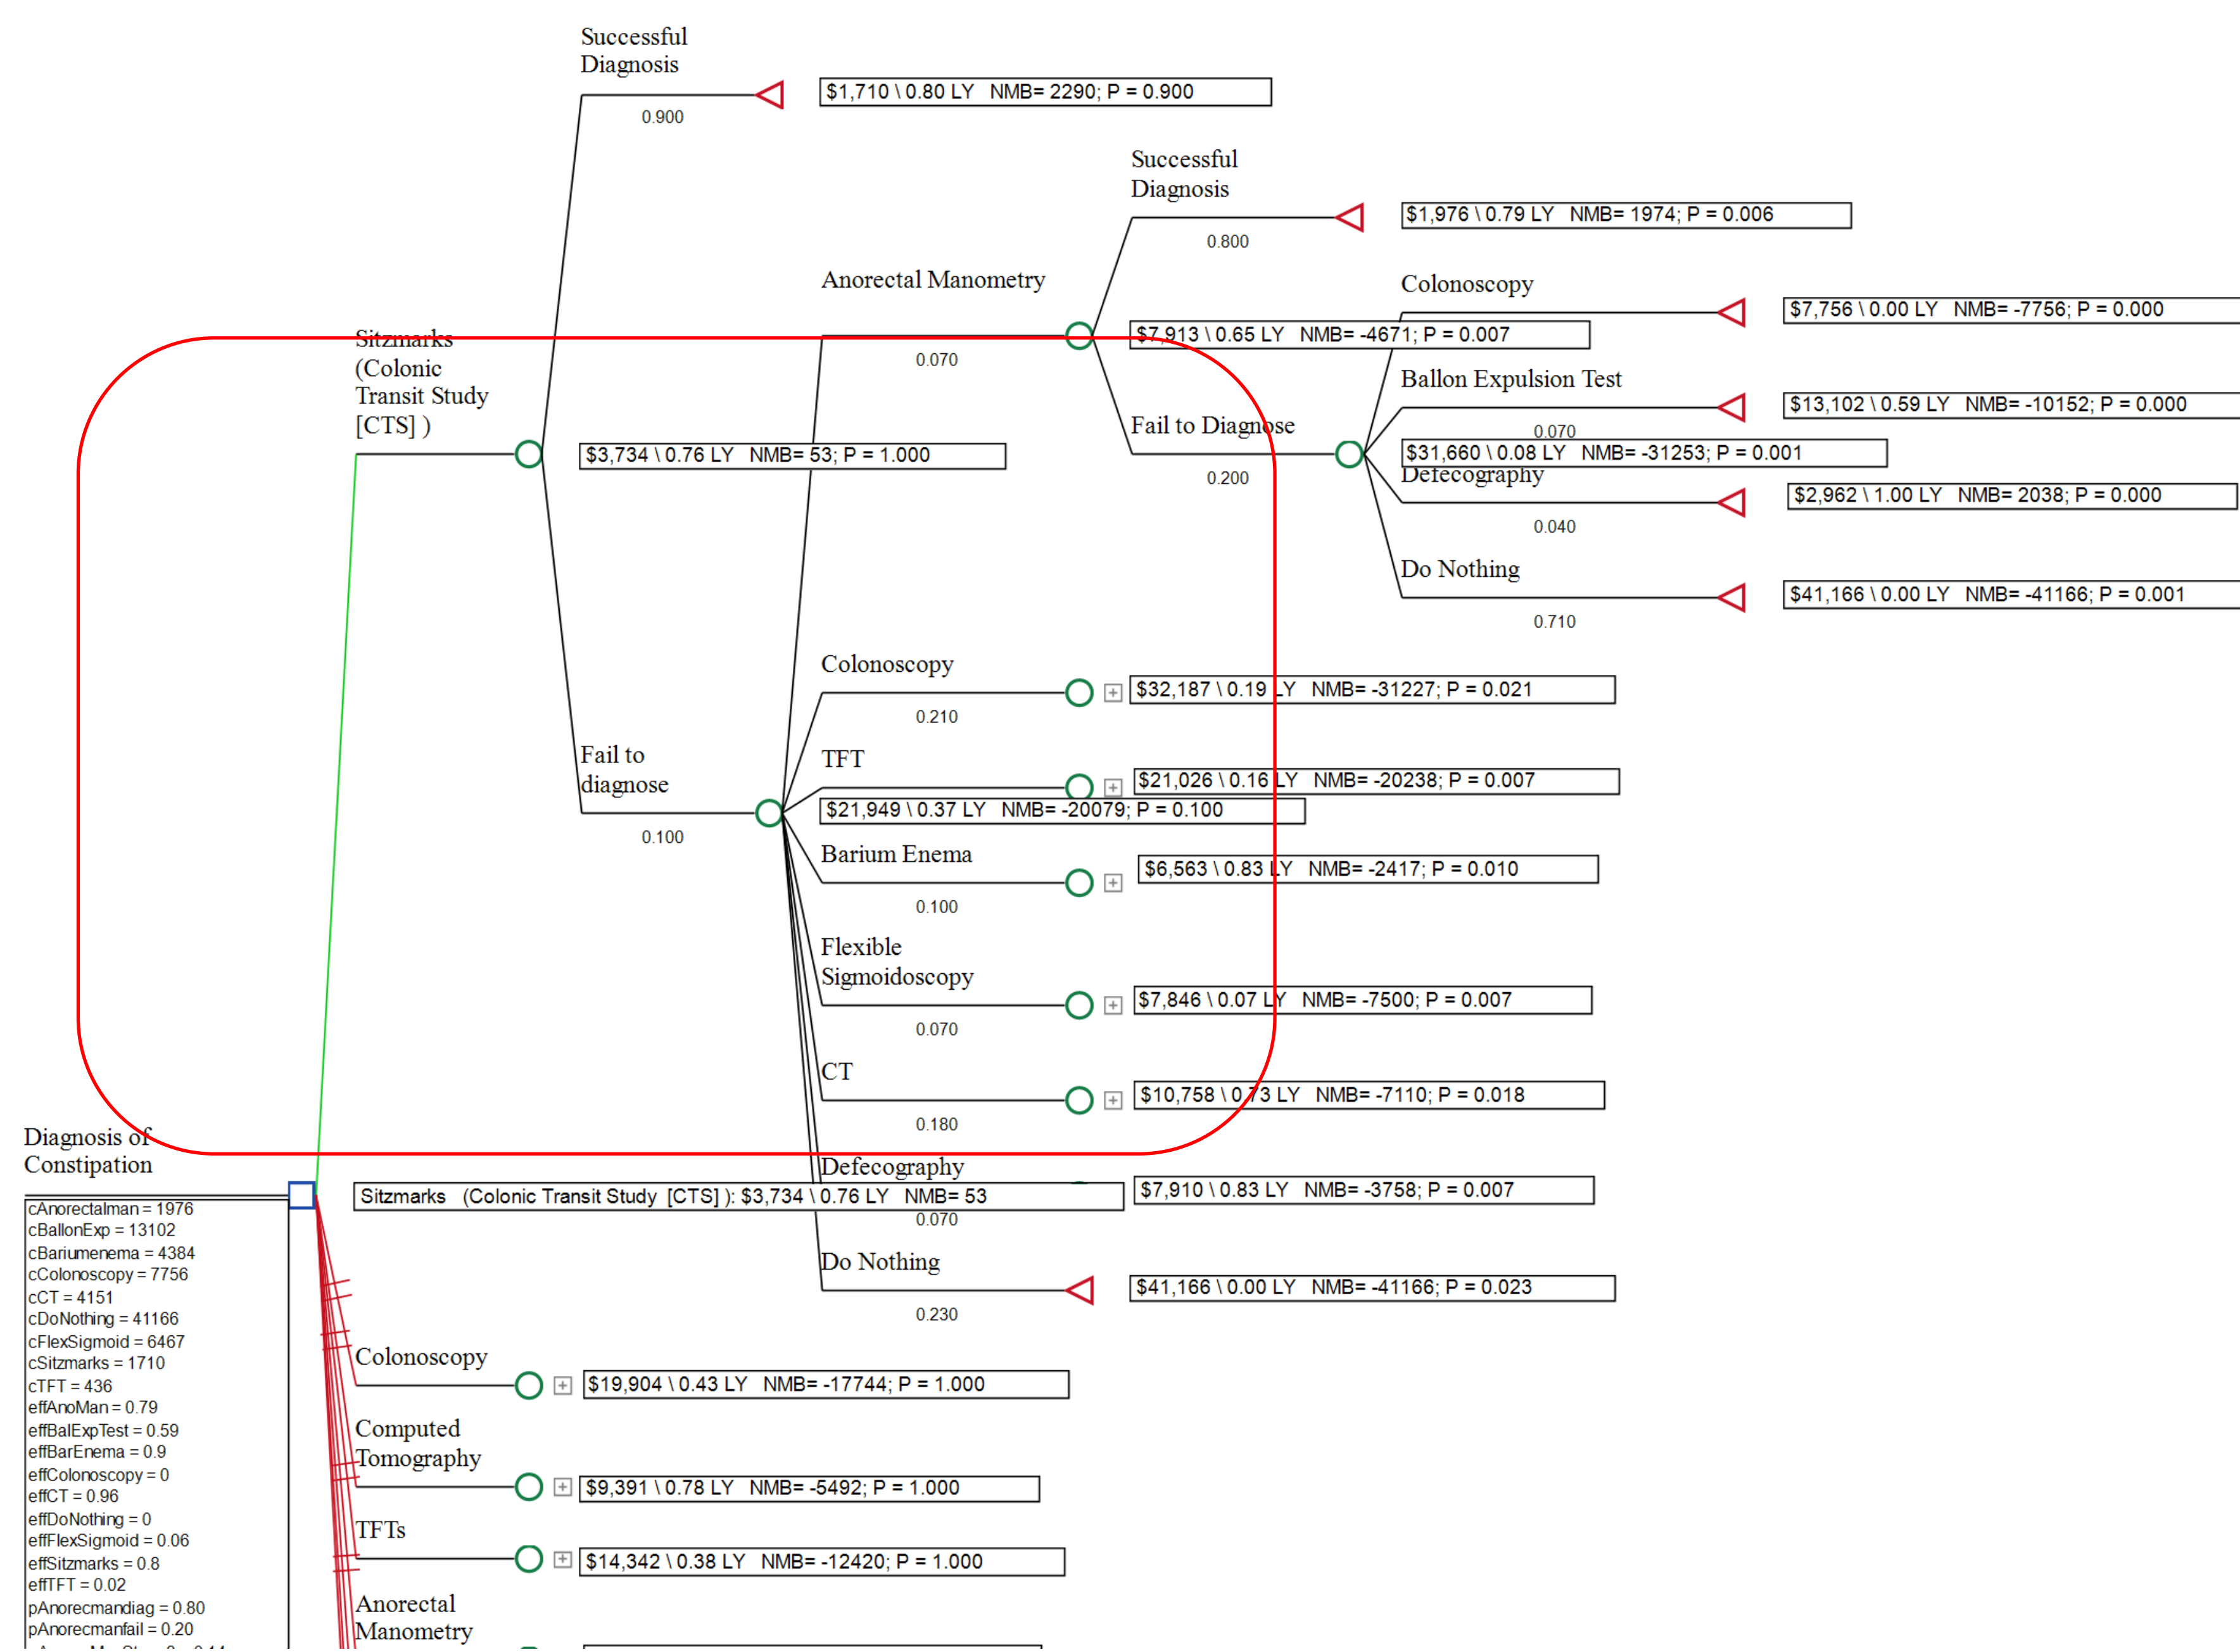 Successful
Diagnosis
0.900
$1,710 \ 0.80 LY NMB= 2290; P = 0.900
Successful
Diagnosis
0.800
$1,976 \ 0.79 LY NMB= 1974; P = 0.006
Anorectal Manometry
0.070
$7,913 \ 0.65 LY NMB= -4671; P = 0.007
Colonoscopy
$7,756 \ 0.00 LY NMB= -7756; P = 0.000
Ballon Expulsion Test
0.070
$13,102 \ 0.59 LY NMB= -10152; P = 0.000
Fail to Diagnose
0.200
$31,660 \ 0.08 LY NMB= -31253; P = 0.001
Defecography
0.040
$2,962 \ 1.00 LY NMB= 2038; P = 0.000
Do Nothing
0.710
$41,166 \ 0.00 LY NMB= -41166; P = 0.001
Sitzmarks
(Colonic
Transit Study
[CTS] )
$3,734 \ 0.76 LY NMB= 53; P = 1.000
Colonoscopy
0.210
$32,187 \ 0.19 LY NMB= -31227; P = 0.021
TFT
$21,026 \ 0.16 LY NMB= -20238; P = 0.007
Fail to
diagnose
0.100
$21,949 \ 0.37 LY NMB= -20079; P = 0.100
Barium Enema
0.100
$6,563 \ 0.83 LY NMB= -2417; P = 0.010
Flexible
Sigmoidoscopy
0.070
$7,846 \ 0.07 LY NMB= -7500; P = 0.007
CT
0.180
$10,758 \ 0.73 LY NMB= -7110; P = 0.018
Defecography
0.070
$7,910 \ 0.83 LY NMB= -3758; P = 0.007
Do Nothing
0.230
$41,166 \ 0.00 LY NMB= -41166; P = 0.023
Diagnosis of
Constipation
Sitzmarks (Colonic Transit Study [CTS] ): $3,734 \ 0.76 LY NMB= 53
cAnorectalman = 1976
cBallonExp = 13102
cBariumenema = 4384
cColonoscopy = 7756
cCT = 4151
cDoNothing = 41166
cFlexSigmoid = 6467
cSitzmarks = 1710
cTFT = 436
effAnoMan = 0.79
effBalExpTest = 0.59
effBarEnema = 0.9
effColonoscopy = 0
effCT = 0.96
effDoNothing = 0
effFlexSigmoid = 0.06
effSitzmarks = 0.8
effTFT = 0.02
pAnorecmandiag = 0.80
pAnorecmanfail = 0.20
Colonoscopy
$19,904 \ 0.43 LY NMB= -17744; P = 1.000
Computed
Tomography
$9,391 \ 0.78 LY NMB= -5492; P = 1.000
TFTs
$14,342 \ 0.38 LY NMB= -12420; P = 1.000
Anorectal
Manometry